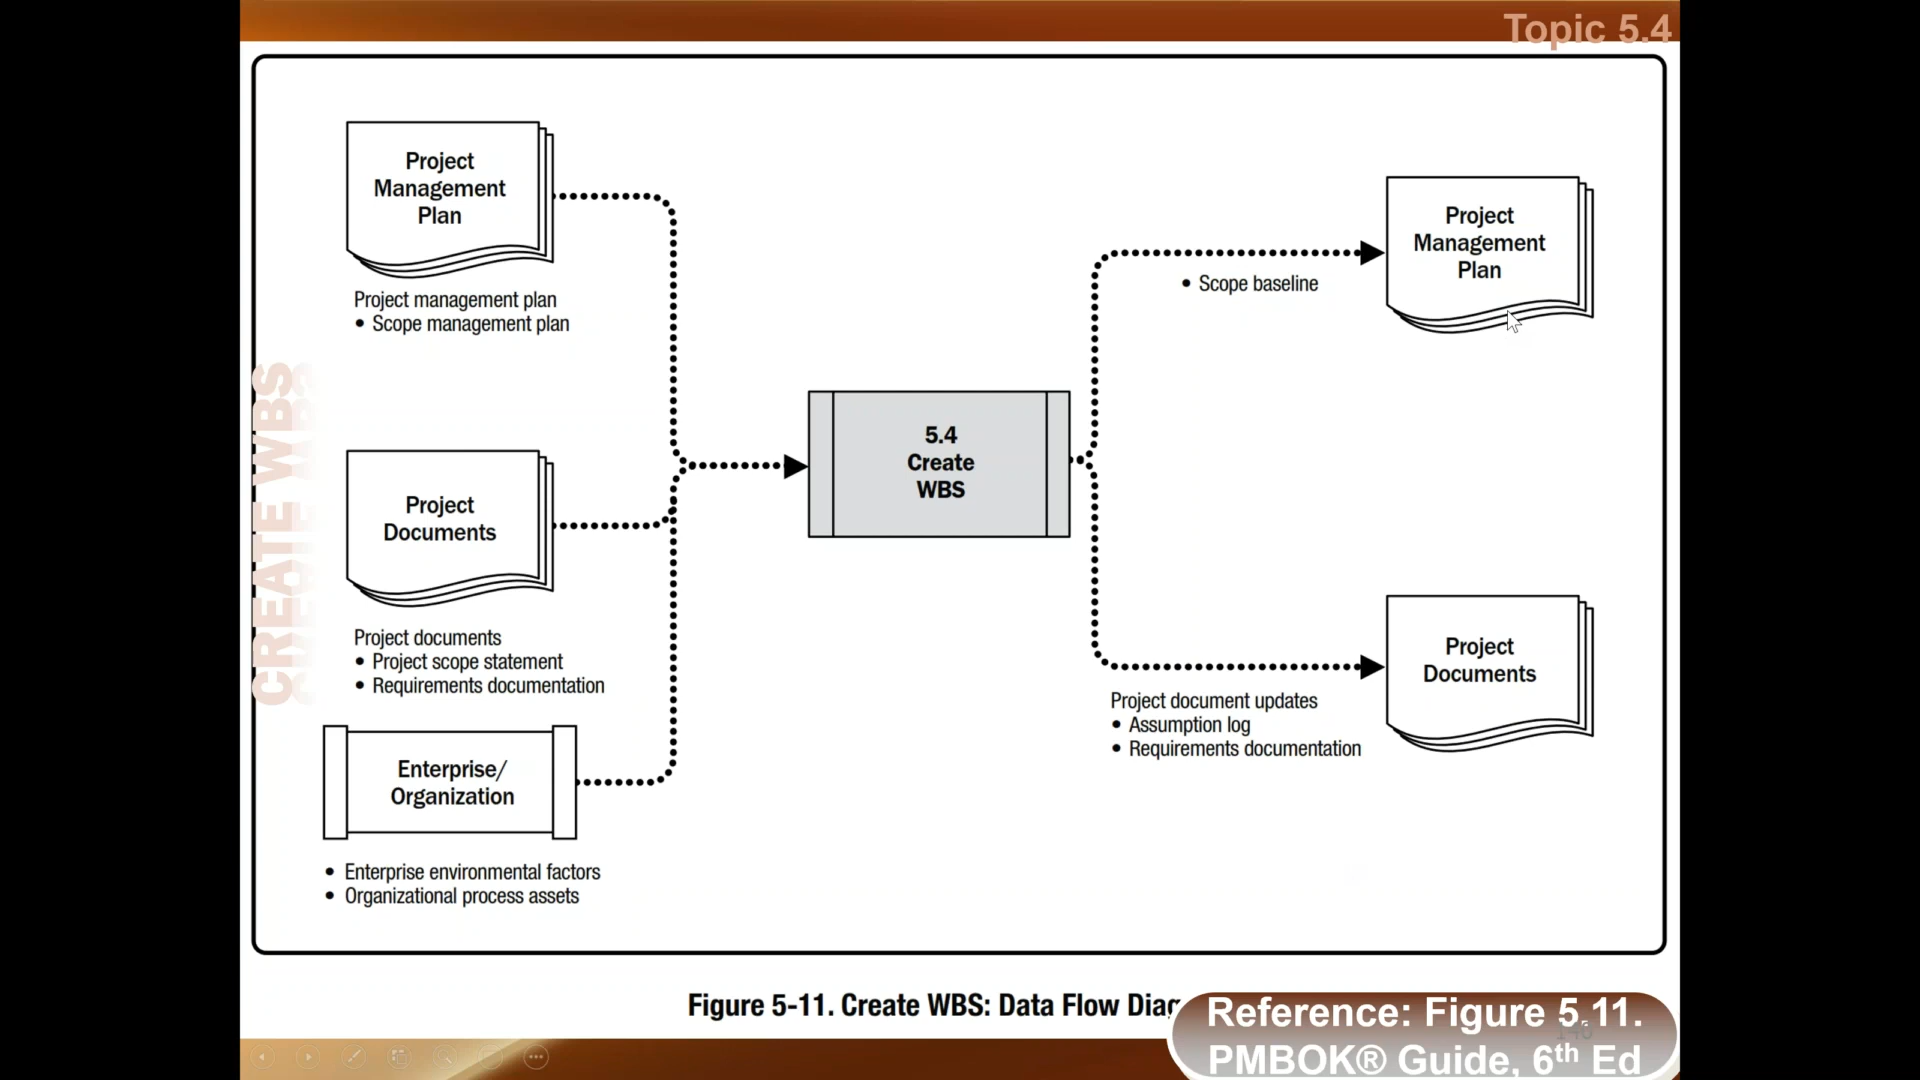 Topic 5.4
Project
Management
Plan
Project management plan
• Scope management plan
Project
Documents
Project documents
• Project scope statement
• Requirements documentation
Enterprise/
Organization
• Enterprise environmental factors
• Organizational process assets
5.4
Create
WBS
• Scope baseline
Project
Management
Plan
Project
Documents
Project document updates
• Assumption log
• Requirements documentation
CREATE WBS
Figure 5-11. Create WBS: Data Flow Diag
Reference: Figure 5.11.
PMBOK® Guide, 6th Ed